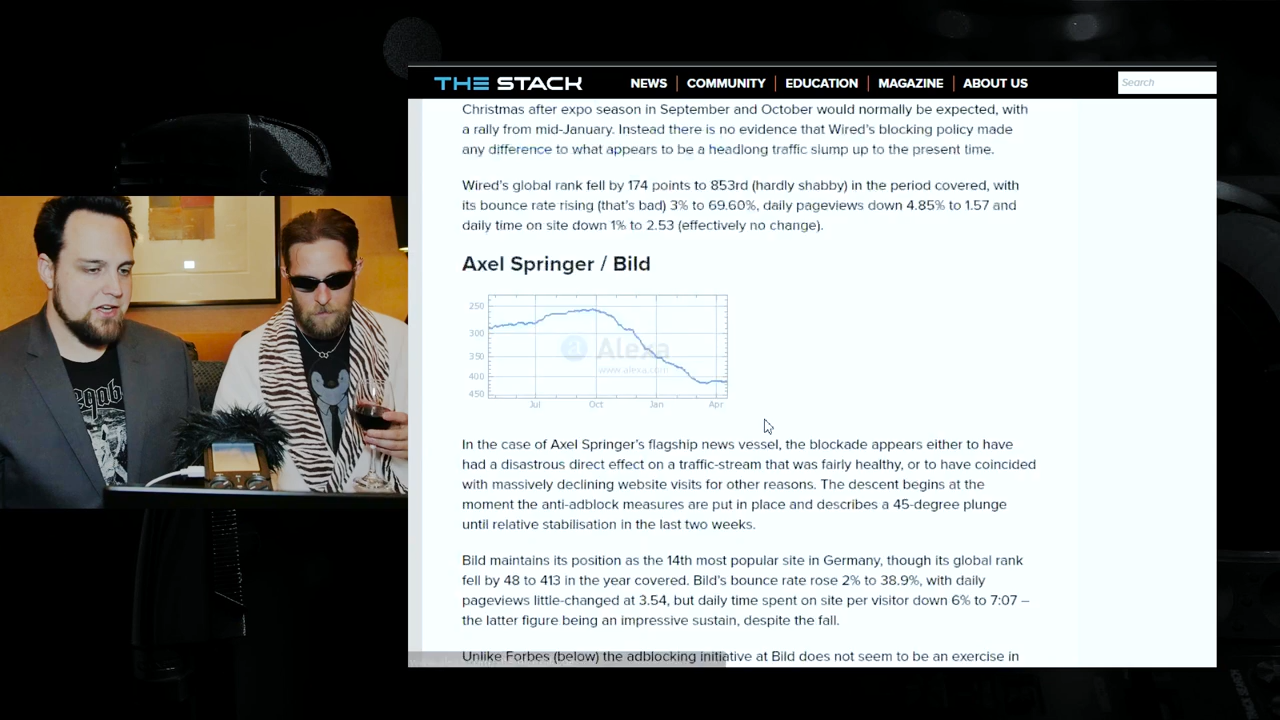 THE STACK
NEWS
COMMUNITY
EDUCATION
MAGAZINE
ABOUT US
Search
Christmas after expo season in September and October would normally be expected, with
a rally from mid-January. Instead there is no evidence that Wired's blocking policy made
any difference to what appears to be a headlong traffic slump up to the present time.
Wired's global rank fell by 174 points to 853rd (hardly shabby) in the period covered, with
its bounce rate rising (that's bad) 3% to 69.60%, daily pageviews down 4.85% to 1.57 and
daily time on site down 1% to 2.53 (effectively no change).
Axel Springer / Bild
250
300
350
400
450
Alexa
www.alexa.com
Jul
Oct
Jan
Apr
In the case of Axel Springer's flagship news vessel, the blockade appears either to have
had a disastrous direct effect on a traffic-stream that was fairly healthy, or to have coincided
with massively declining website visits for other reasons. The descent begins at the
moment the anti-adblock measures are put in place and describes a 45-degree plunge
until relative stabilisation in the last two weeks.
Bild maintains its position as the 14th most popular site in Germany, though its global rank
fell by 48 to 413 in the year covered. Bild's bounce rate rose 2% to 38.9%, with daily
pageviews little-changed at 3.54, but daily time spent on site per visitor down 6% to 7:07 –
the latter figure being an impressive sustain, despite the fall.
Unlike Forbes (below) the adblocking initiative at Bild does not seem to be an exercise in